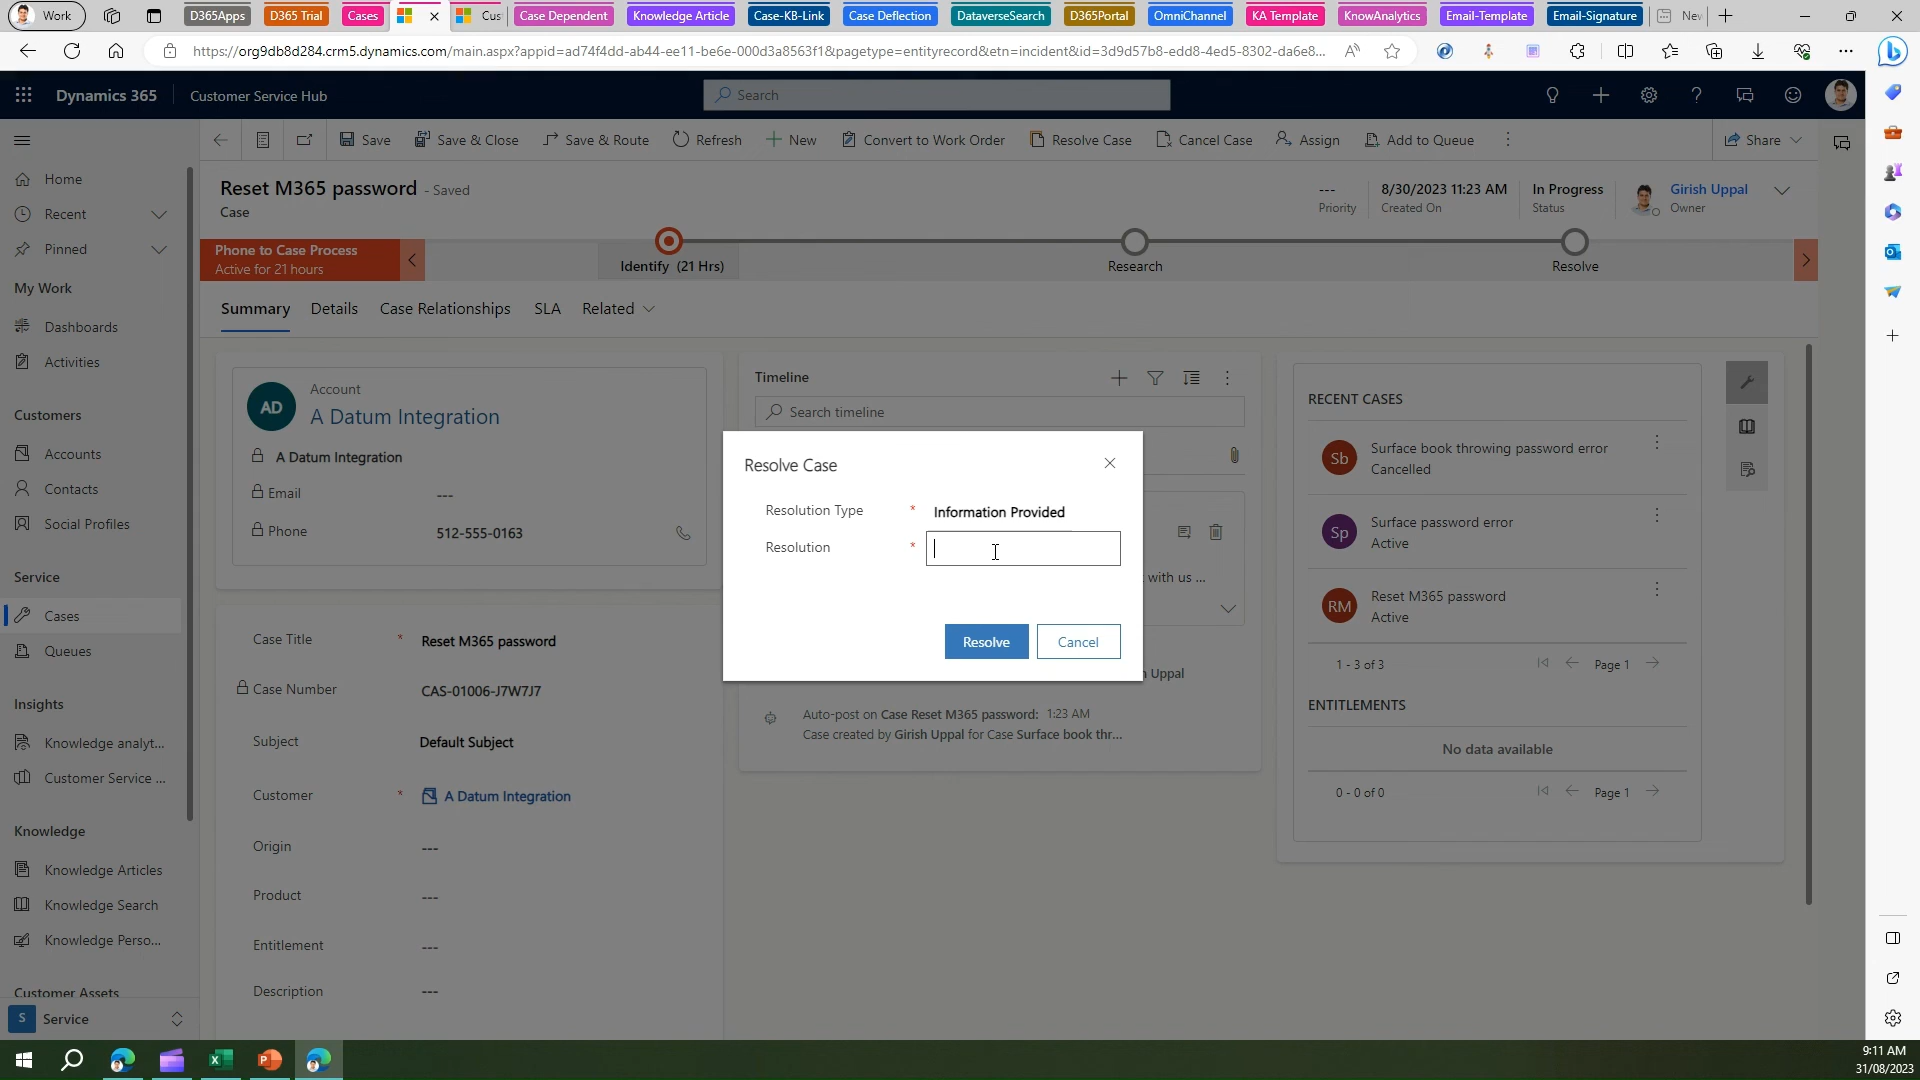 Work
D365Apps
D365 Trial
Cases
Cus
Case Dependent
Knowledge Article
Case-KB-Link
Case Deflection
DataverseSearch
D365Portal
OmniChannel
KA Template
KnowAnalytics
Email-Template
Email-Signature
Nev
https://org9db8d284.crm5.dynamics.com/main.aspx?appid=ad74f4dd-ab44-ee11-be6e-000d3a8563f1&pagetype=entityrecord&etn=incident&id=3d9d57b8-edd8-4ed5-8302-da6e8...
Dynamics 365
Customer Service Hub
Search
Save
Save & Close
Save & Route
Refresh
New
Convert to Work Order
Resolve Case
Cancel Case
Assign
Add to Queue
Share
Home
Recent
Pinned
My Work
Dashboards
Activities
Customers
Accounts
Contacts
Social Profiles
Service
Cases
Queues
Insights
Knowledge analyt...
Customer Service ...
Knowledge
Knowledge Articles
Knowledge Search
Knowledge Perso...
Customer Assets
S Service
Reset M365 password - Saved
Case
---
Priority
8/30/2023 11:23 AM
Created On
In Progress
Status
Girish Uppal
Owner
Phone to Case Process
Active for 21 hours
Identify (21 Hrs)
Research
Resolve
Summary
Details
Case Relationships
SLA
Related
AD
Account
A Datum Integration
A Datum Integration
Email ---
Phone 512-555-0163
Case Title * Reset M365 password
Case Number CAS-01006-J7W7J7
Subject Default Subject
Customer * A Datum Integration
Origin ---
Product ---
Entitlement ---
Description ---
Timeline
Search timeline
with us ...
Uppal
Auto-post on Case Reset M365 password: 1:23 AM
Case created by Girish Uppal for Case Surface book thr...
Resolve Case
Resolution Type * Information Provided
Resolution *
Resolve
Cancel
RECENT CASES
Sb
Surface book throwing password error
Cancelled
Sp
Surface password error
Active
RM
Reset M365 password
Active
1 - 3 of 3
Page 1
ENTITLEMENTS
No data available
0 - 0 of 0
Page 1
9:11 AM
31/08/2023